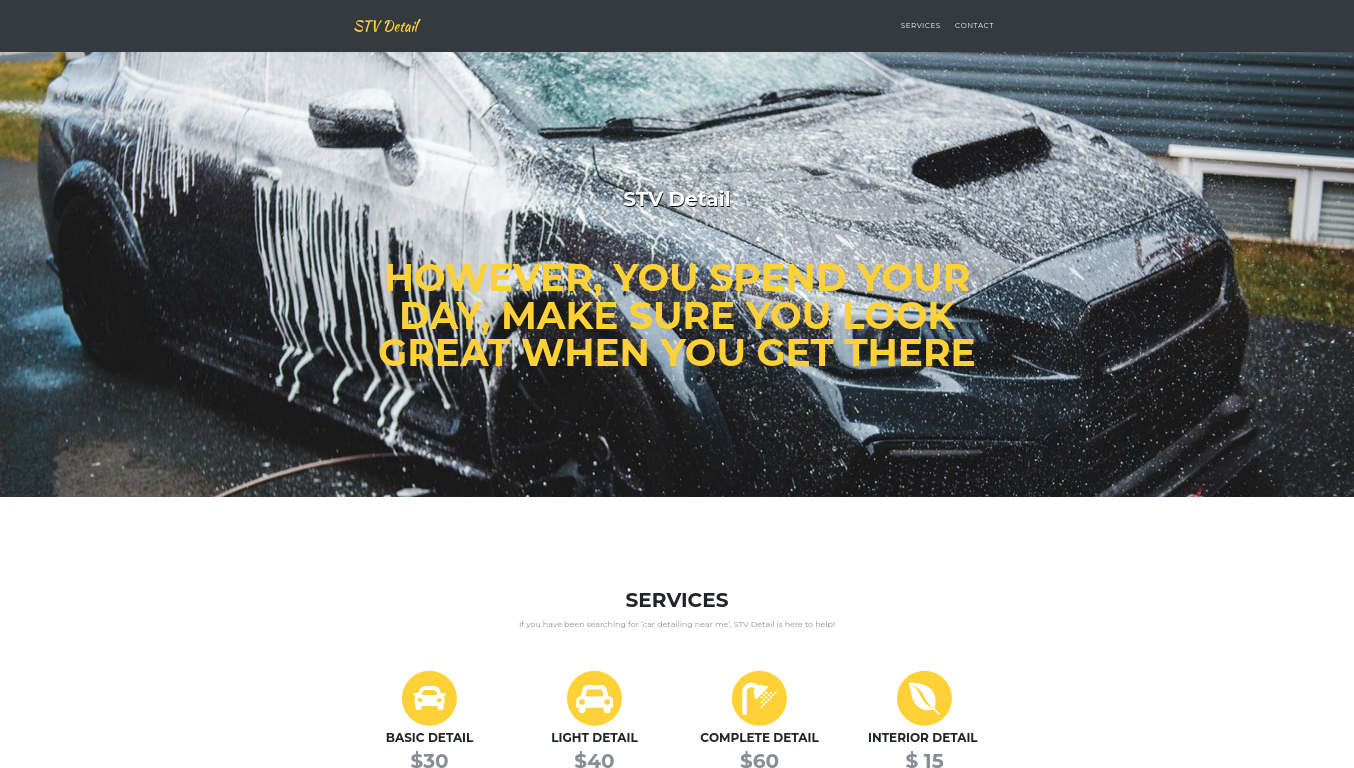 STV Detail
SERVICES CONTACT
STV Detail
HOWEVER, YOU SPEND YOUR
DAY, MAKE SURE YOU LOOK
GREAT WHEN YOU GET THERE
SERVICES
If you have been searching for 'car detailing near me', STV Detail is here to help!
BASIC DETAIL LIGHT DETAIL COMPLETE DETAIL INTERIOR DETAIL
$30 $40 $60 $ 15